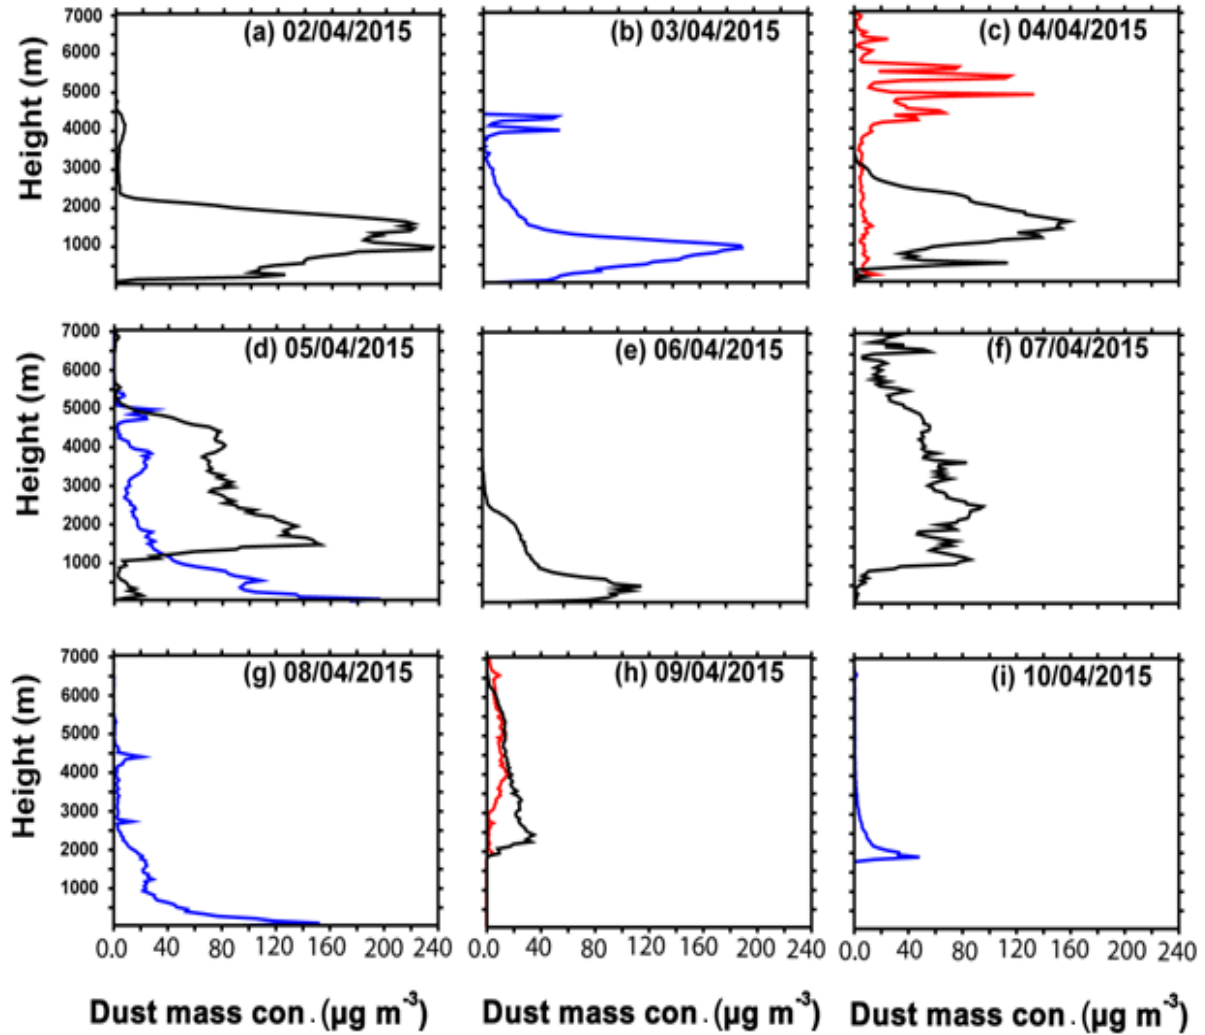 (a) 02/04/2015
(b) 03/04/2015
(c) 04/04/2015
Height (m)
7000
6000
5000
4000
3000
2000
1000
(d) 05/04/2015
(e) 06/04/2015
(f) 07/04/2015
Height (m)
7000
6000
5000
4000
3000
2000
1000
(g) 08/04/2015
(h) 09/04/2015
(i) 10/04/2015
Height (m)
7000
6000
5000
4000
3000
2000
1000
0.0 40 80 120 160 200 240
0.0 40 80 120 160 200 240
0.0 40 80 120 160 200 240
Dust mass con. (µg m⁻³)
Dust mass con. (µg m⁻³)
Dust mass con. (µg m⁻³)